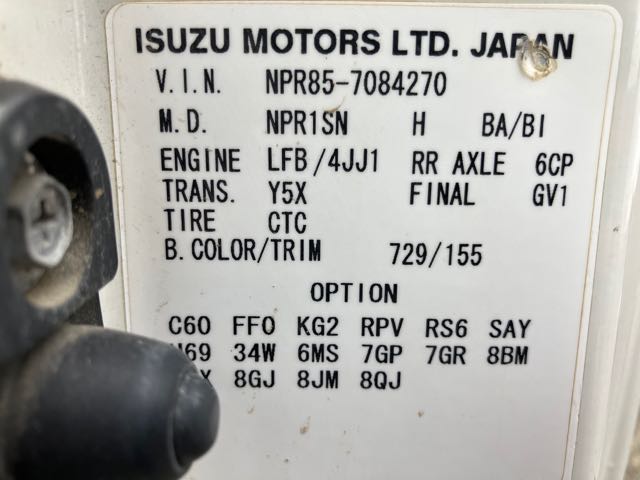 ISUZU MOTORS LTD. JAPAN
V.I.N. NPR85-7084270
M.D. NPR1SN H BA/BI
ENGINE LFB/4JJ1 RR AXLE 6CP
TRANS. Y5X FINAL GV1
TIRE CTC
B.COLOR/TRIM 729/155
OPTION
C60 FF0 KG2 RPV RS6 SAY
34W 6MS 7GP 7GR 8BM
8GJ 8JM 8QJ